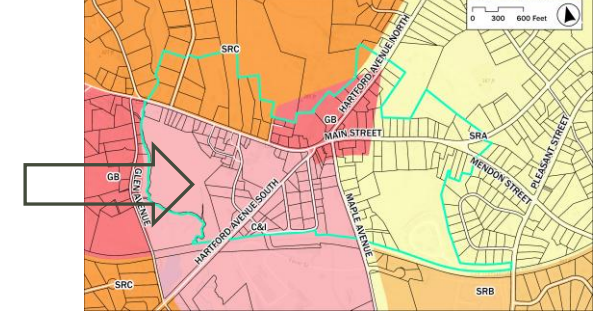 0 300 600 Feet
SRC
HARTFORD AVENUE NORTH
GB
MAIN STREET
SRA
PLEASANT STREET
MENDON STREET
GB
GLEN AVENUE
HARTFORD AVENUE SOUTH
MAPLE AVENUE
C&I
SRC
SRB